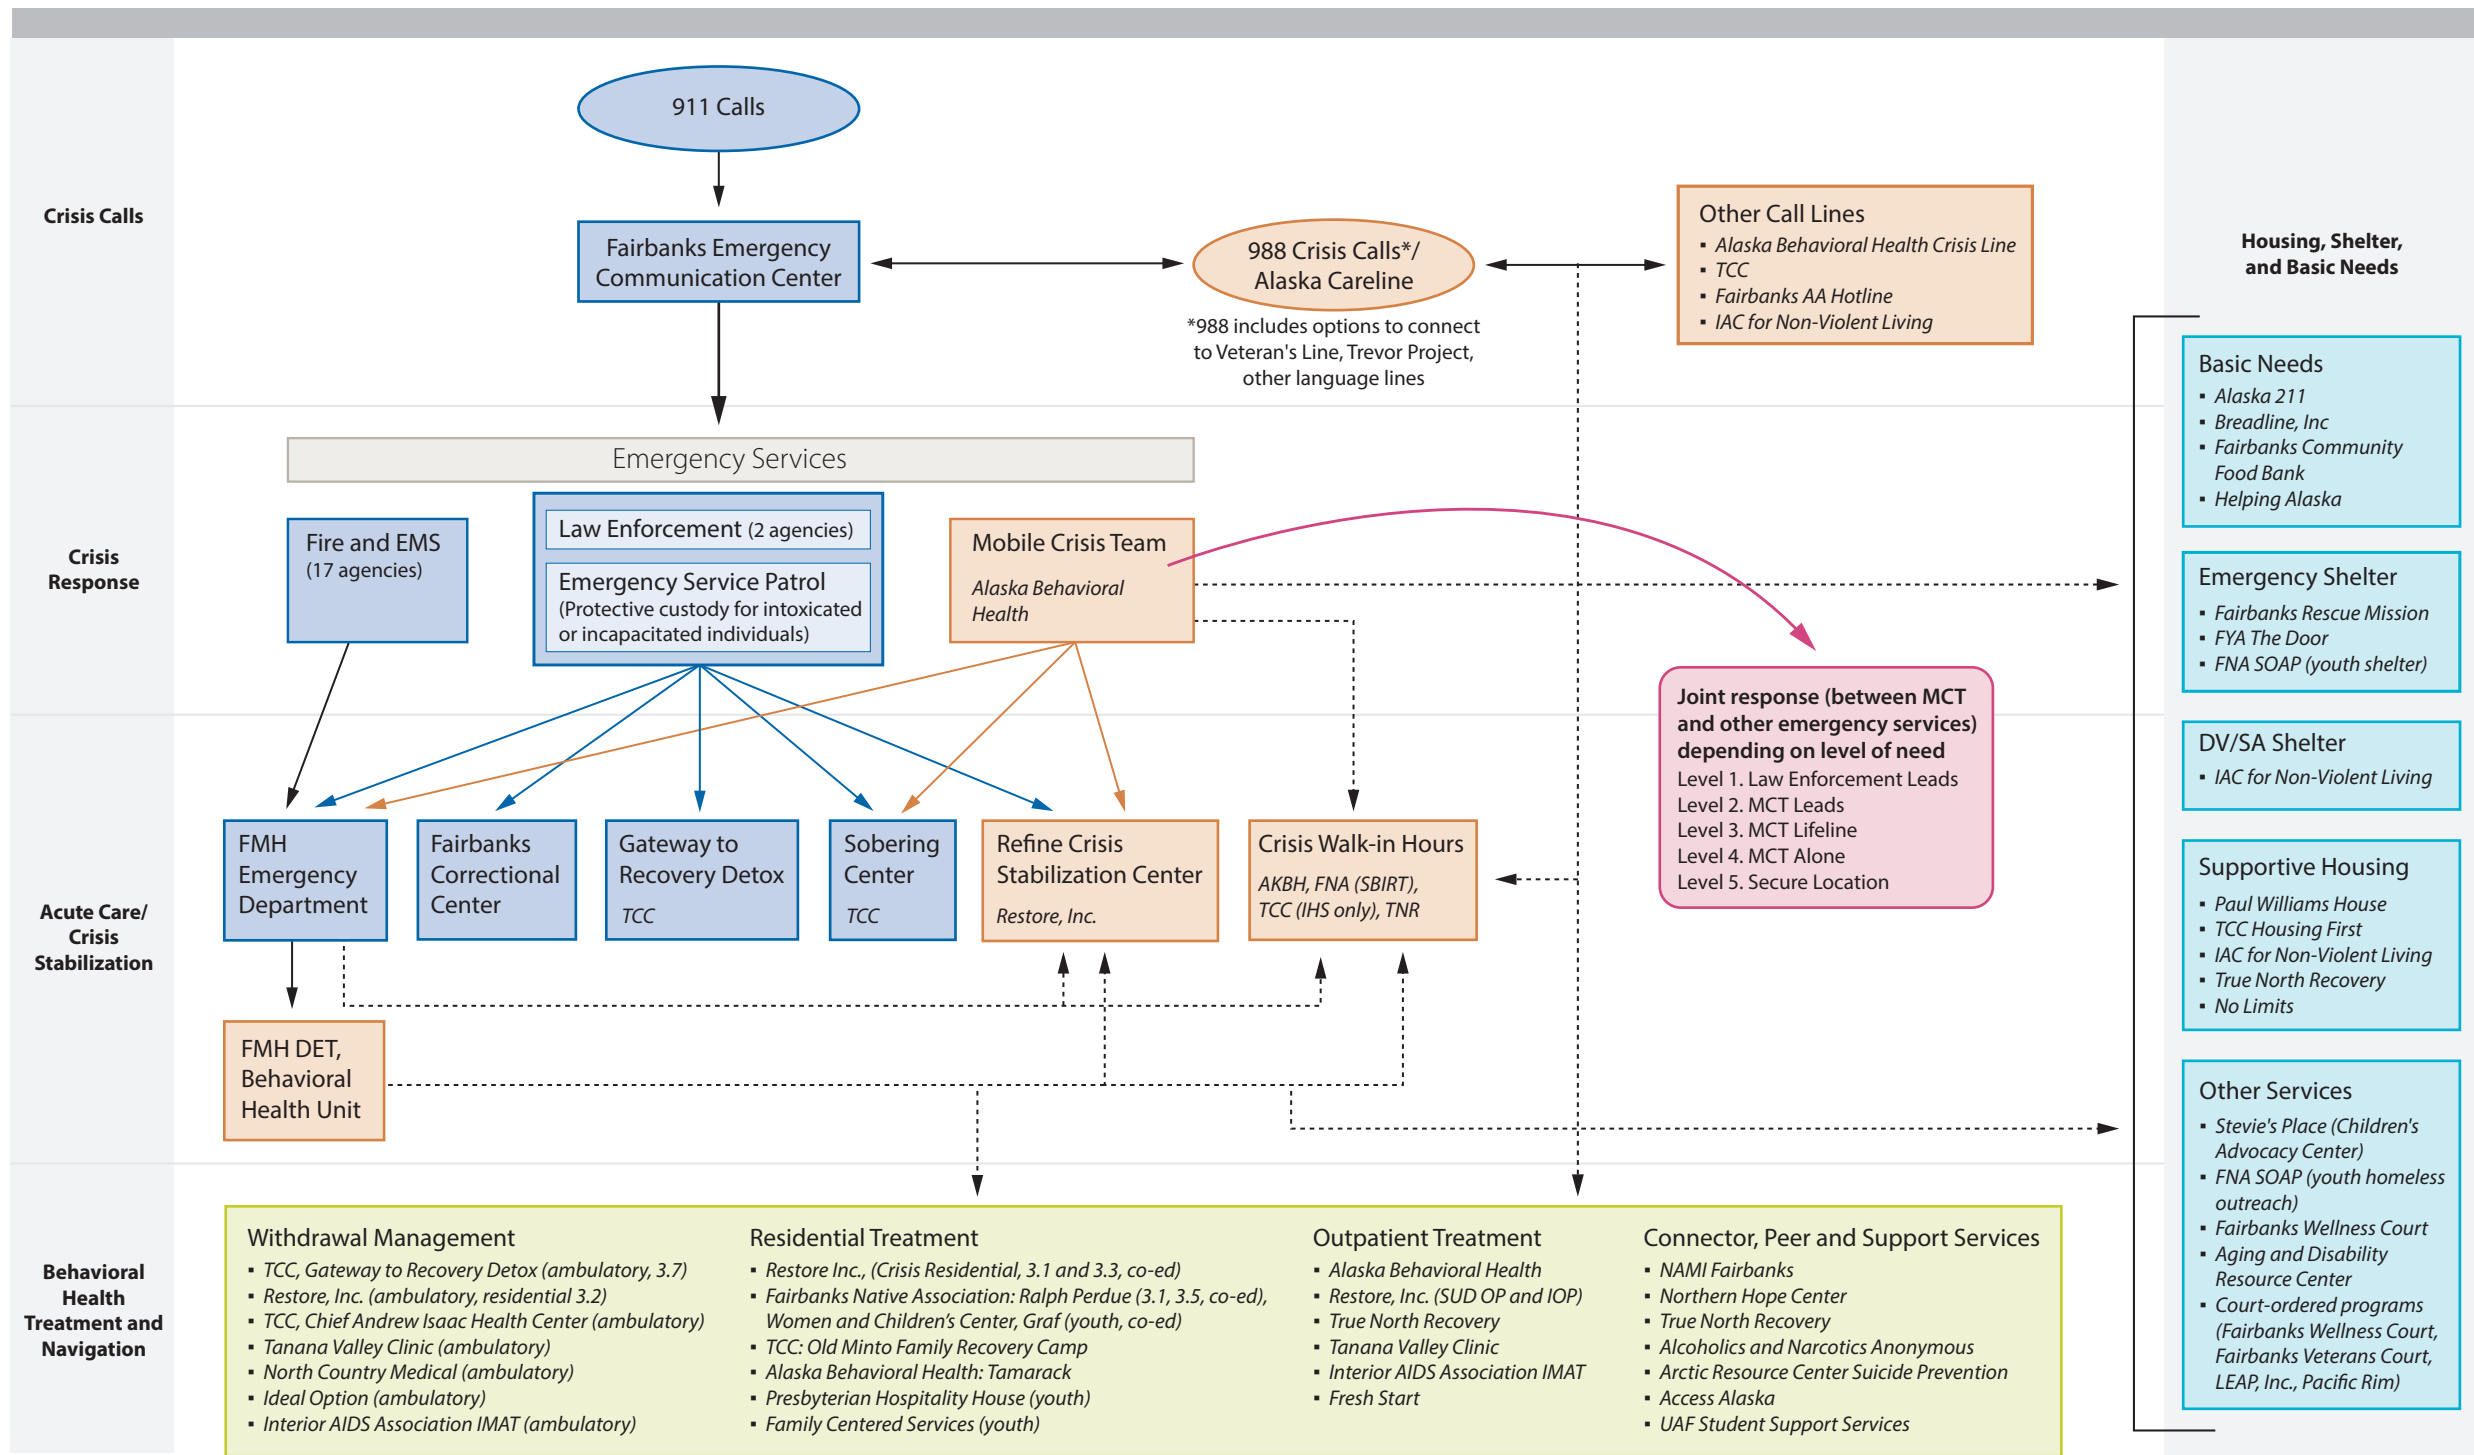 911 Calls
Crisis Calls
Fairbanks Emergency
Communication Center
988 Crisis Calls*/
Alaska Careline
*988 includes options to connect
to Veteran's Line, Trevor Project,
other language lines
Other Call Lines
▪ Alaska Behavioral Health Crisis Line
▪ TCC
▪ Fairbanks AA Hotline
▪ IAC for Non-Violent Living
Crisis
Response
Emergency Services
Fire and EMS
(17 agencies)
Law Enforcement (2 agencies)
Emergency Service Patrol
(Protective custody for intoxicated
or incapacitated individuals)
Mobile Crisis Team
Alaska Behavioral
Health
Joint response (between MCT
and other emergency services)
depending on level of need
Level 1. Law Enforcement Leads
Level 2. MCT Leads
Level 3. MCT Lifeline
Level 4. MCT Alone
Level 5. Secure Location
Acute Care/
Crisis
Stabilization
FMH
Emergency
Department
Fairbanks
Correctional
Center
Gateway to
Recovery Detox
TCC
Sobering
Center
TCC
Refine Crisis
Stabilization Center
Restore, Inc.
Crisis Walk-in Hours
AKBH, FNA (SBIRT),
TCC (IHS only), TNR
FMH DET,
Behavioral
Health Unit
Behavioral
Health
Treatment and
Navigation
Withdrawal Management
▪ TCC, Gateway to Recovery Detox (ambulatory, 3.7)
▪ Restore, Inc. (ambulatory, residential 3.2)
▪ TCC, Chief Andrew Isaac Health Center (ambulatory)
▪ Tanana Valley Clinic (ambulatory)
▪ North Country Medical (ambulatory)
▪ Ideal Option (ambulatory)
▪ Interior AIDS Association IMAT (ambulatory)
Residential Treatment
▪ Restore Inc., (Crisis Residential, 3.1 and 3.3, co-ed)
▪ Fairbanks Native Association: Ralph Perdue (3.1, 3.5, co-ed),
Women and Children’s Center, Graf (youth, co-ed)
▪ TCC: Old Minto Family Recovery Camp
▪ Alaska Behavioral Health: Tamarack
▪ Presbyterian Hospitality House (youth)
▪ Family Centered Services (youth)
Outpatient Treatment
▪ Alaska Behavioral Health
▪ Restore, Inc. (SUD OP and IOP)
▪ True North Recovery
▪ Tanana Valley Clinic
▪ Interior AIDS Association IMAT
▪ Fresh Start
Connector, Peer and Support Services
▪ NAMI Fairbanks
▪ Northern Hope Center
▪ True North Recovery
▪ Alcoholics and Narcotics Anonymous
▪ Arctic Resource Center Suicide Prevention
▪ Access Alaska
▪ UAF Student Support Services
Housing, Shelter,
and Basic Needs
Basic Needs
▪ Alaska 211
▪ Breadline, Inc
▪ Fairbanks Community
Food Bank
▪ Helping Alaska
Emergency Shelter
▪ Fairbanks Rescue Mission
▪ FYA The Door
▪ FNA SOAP (youth shelter)
DV/SA Shelter
▪ IAC for Non-Violent Living
Supportive Housing
▪ Paul Williams House
▪ TCC Housing First
▪ IAC for Non-Violent Living
▪ True North Recovery
▪ No Limits
Other Services
▪ Stevie's Place (Children's
Advocacy Center)
▪ FNA SOAP (youth homeless
outreach)
▪ Fairbanks Wellness Court
▪ Aging and Disability
Resource Center
▪ Court-ordered programs
(Fairbanks Wellness Court,
Fairbanks Veterans Court,
LEAP, Inc., Pacific Rim)